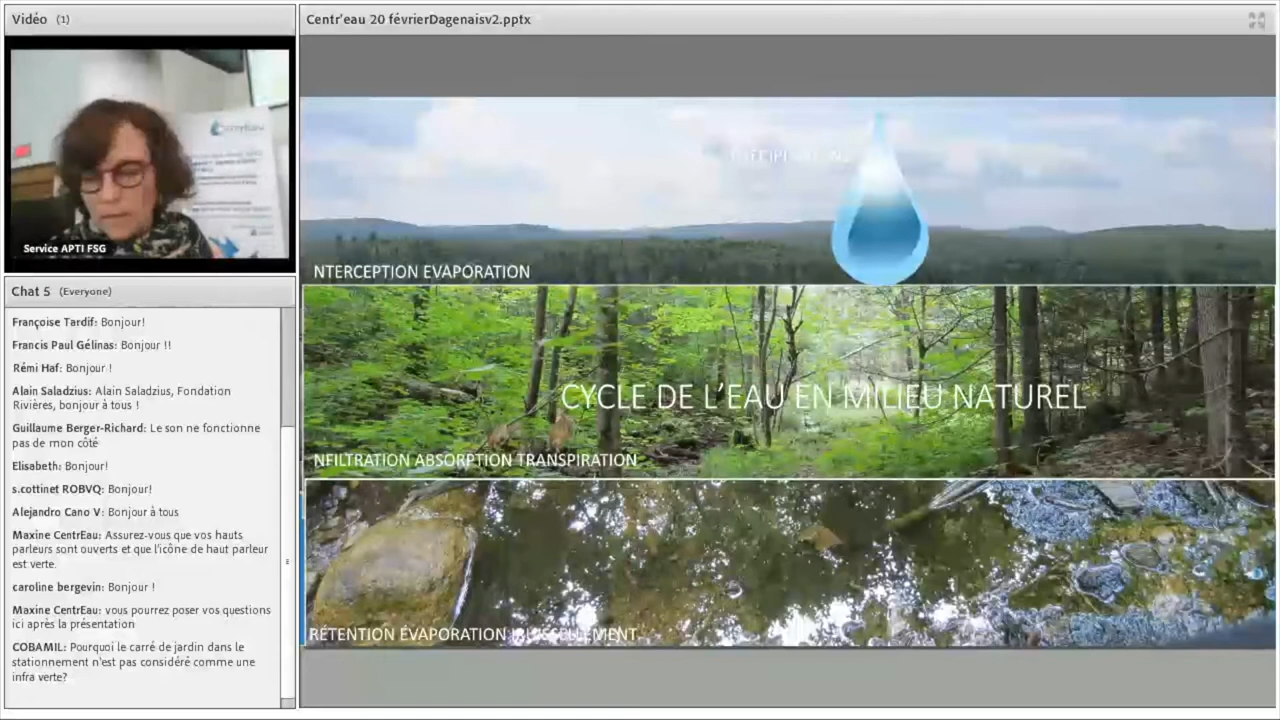 Vidéo (1)
Service APTI FSG
Chat 5 (Everyone)
Françoise Tardif: Bonjour!
Francis Paul Gélinas: Bonjour !!
Rémi Haf: Bonjour !
Alain Saladzius: Alain Saladzius, Fondation
Rivières, bonjour à tous !
Guillaume Berger-Richard: Le son ne fonctionne
pas de mon côté
Elisabeth: Bonjour!
s.cottinet ROBVQ: Bonjour!
Alejandro Cano V: Bonjour à tous
Maxine CentrEau: Assurez-vous que vos hauts
parleurs sont ouverts et que l'icône de haut parleur
est verte.
caroline bergevin: Bonjour !
Maxine CentrEau: vous pourrez poser vos questions
ici après la présentation
COBAMIL: Pourquoi le carré de jardin dans le
stationnement n'est pas considéré comme une
infra verte?
Centr'eau 20 févrierDagenaisv2.pptx
NTERCEPTION EVAPORATION
CYCLE DE L'EAU EN MILIEU NATUREL
NFILTRATION ABSORPTION TRANSPIRATION
RÉTENTION ÉVAPORATION RUISSELLEMENT